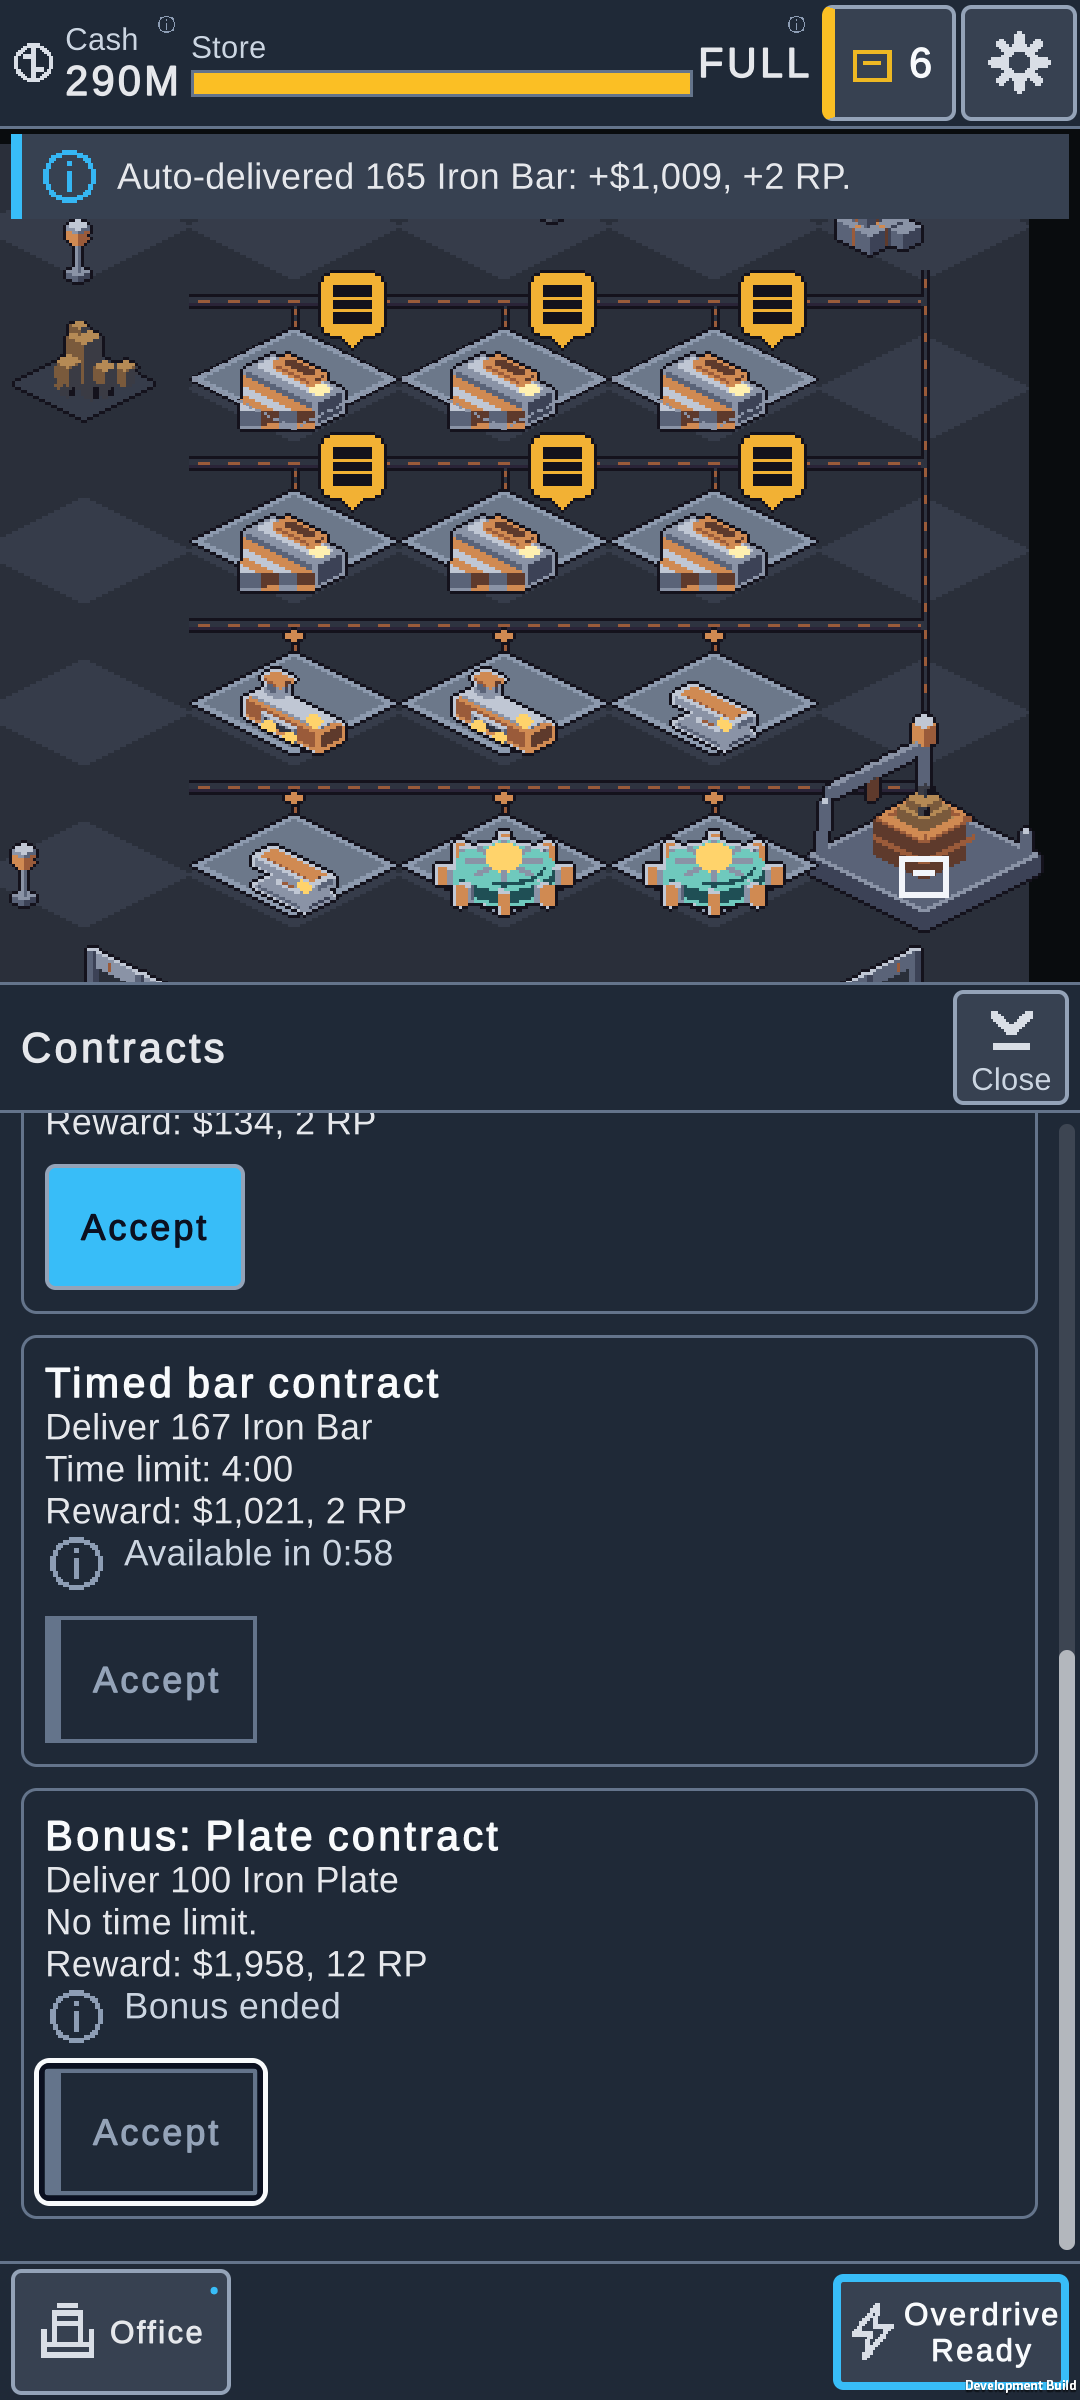 Cash
Store
290M
FULL
6
Auto-delivered 165 Iron Bar: +$1,009, +2 RP.
Contracts
Close
Reward: $134, 2 RP
Accept
Timed bar contract
Deliver 167 Iron Bar
Time limit: 4:00
Reward: $1,021, 2 RP
Available in 0:58
Accept
Bonus: Plate contract
Deliver 100 Iron Plate
No time limit.
Reward: $1,958, 12 RP
Bonus ended
Accept
Office
Overdrive
Ready
Development Build